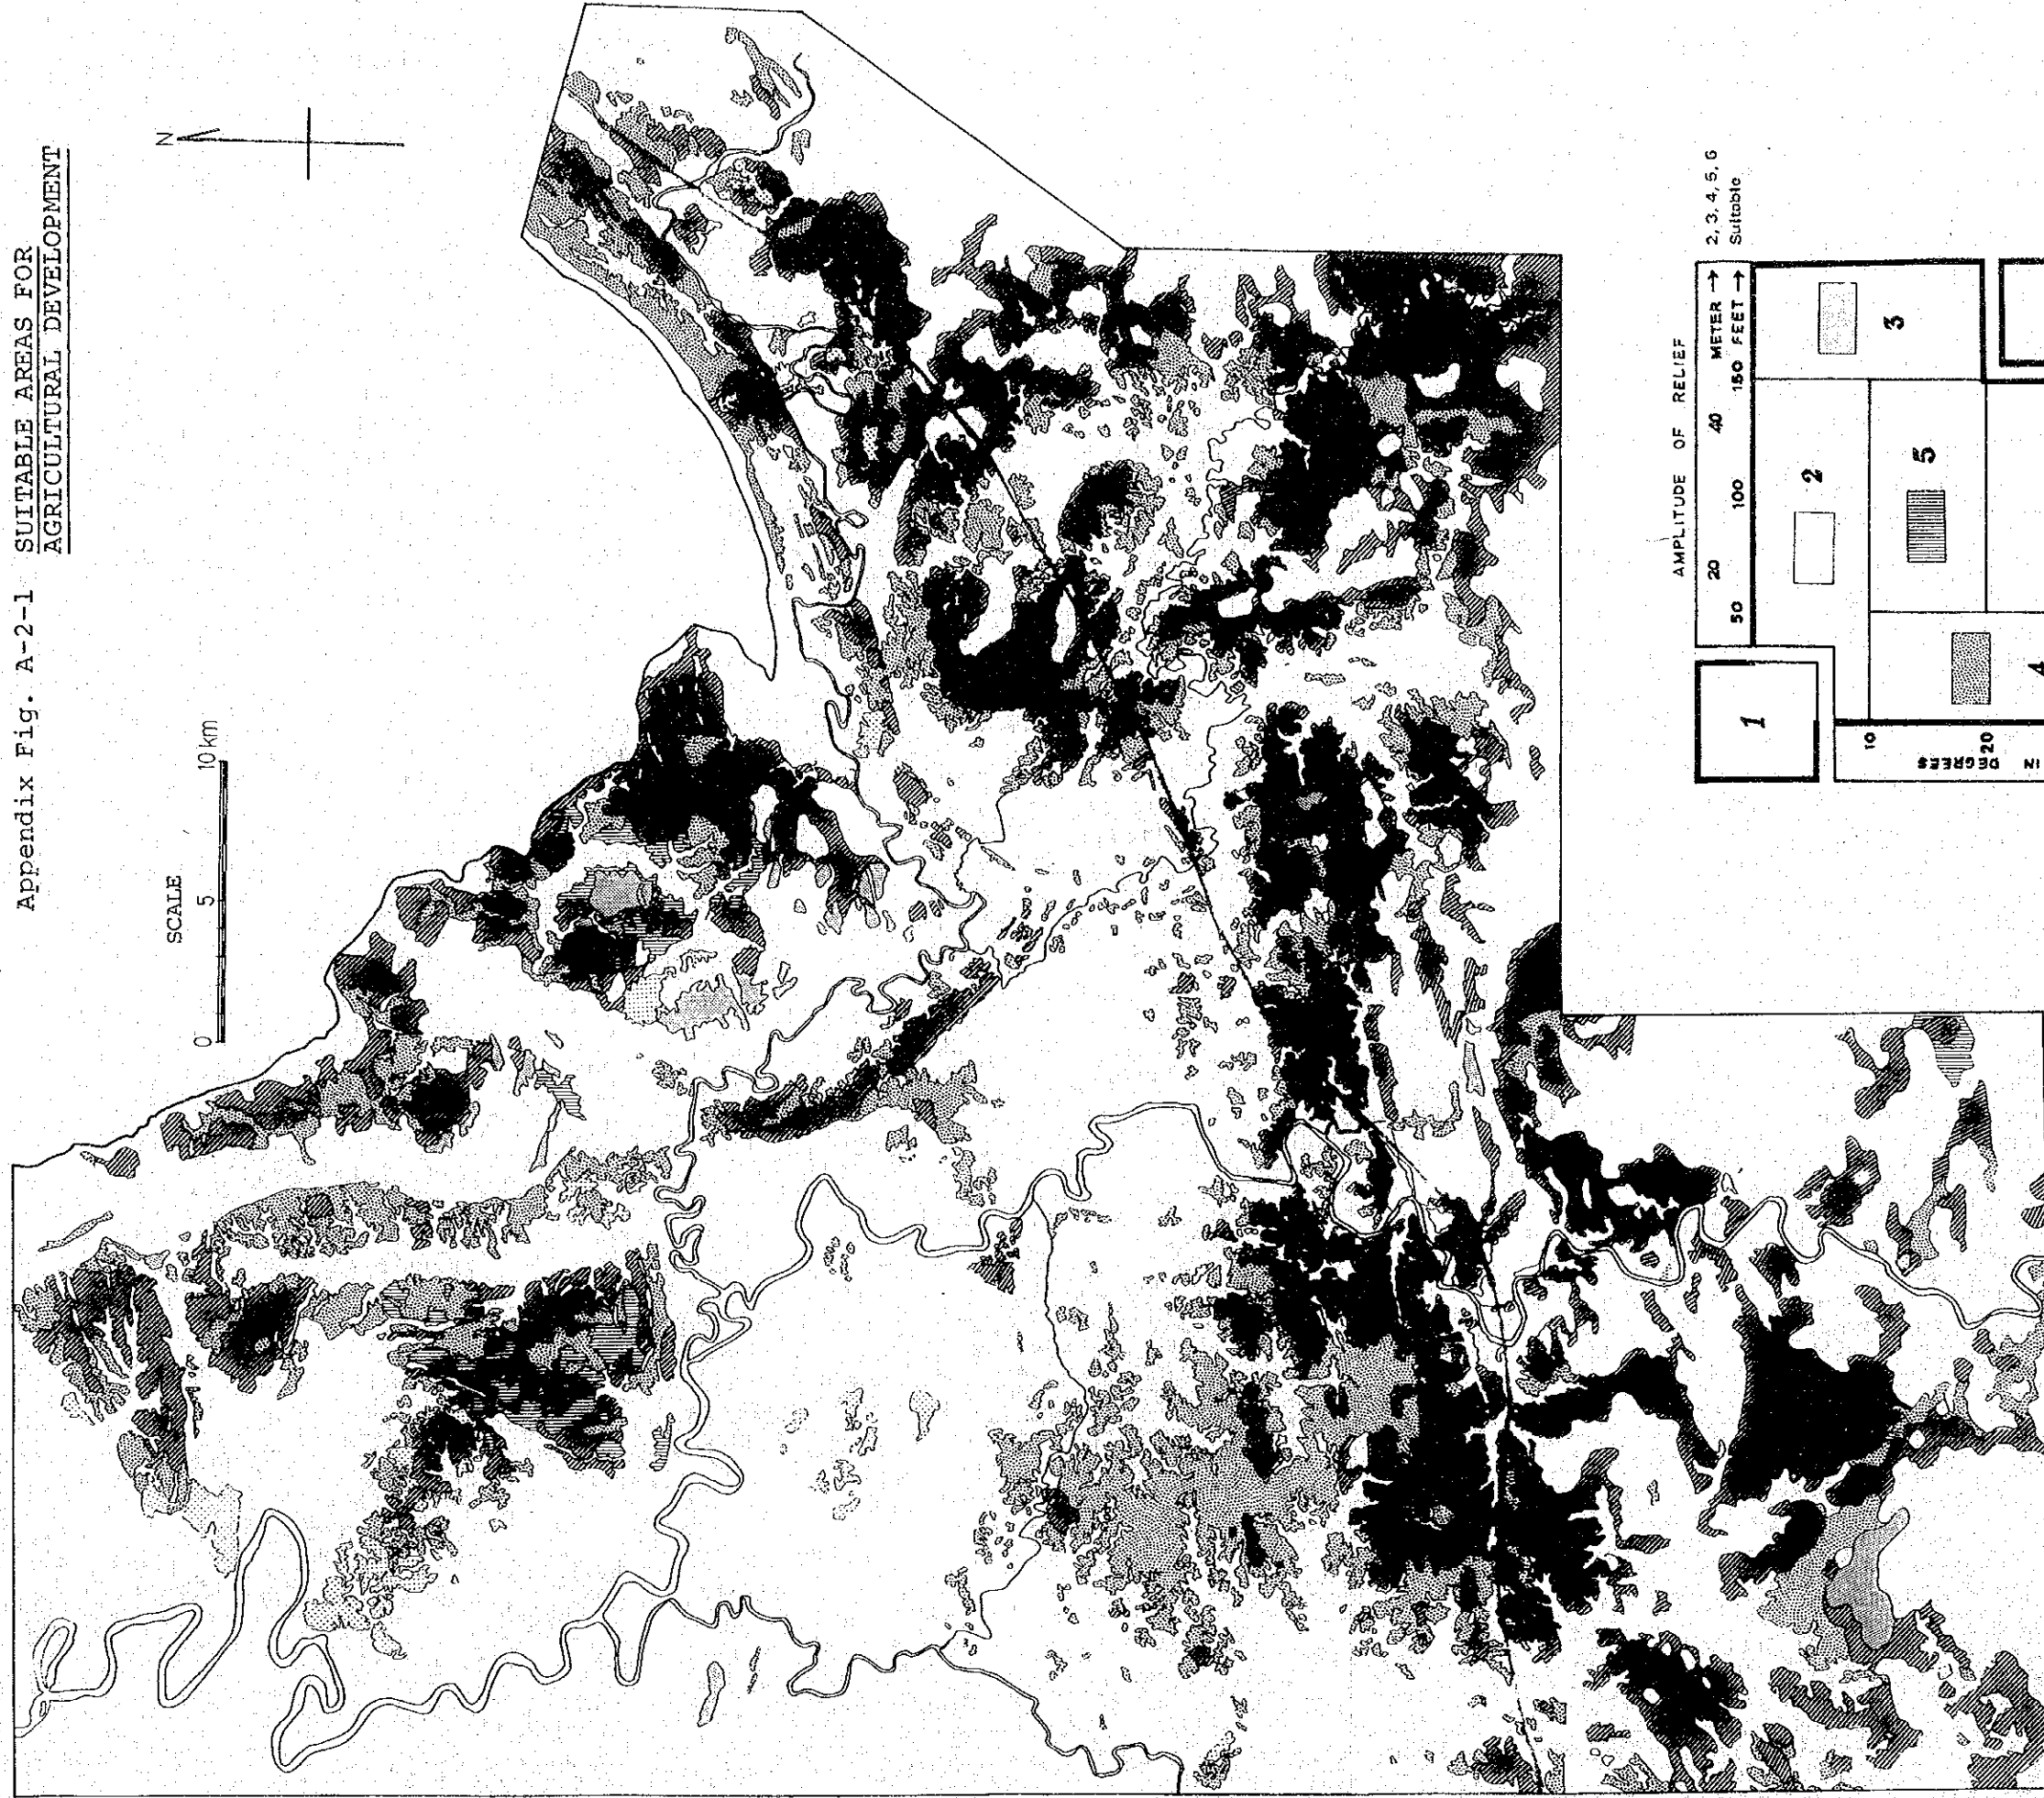 Appendix Fig. A-2-1 SUITABLE AREAS FOR
AGRICULTURAL DEVELOPMENT
N
SCALE
0 5 10km
AMPLITUDE OF RELIEF
20 40 METER →
50 100 150 FEET →
2, 3, 4, 5, 6
Suitable
1
2
3
4
5
10
20
DEGREES
IN